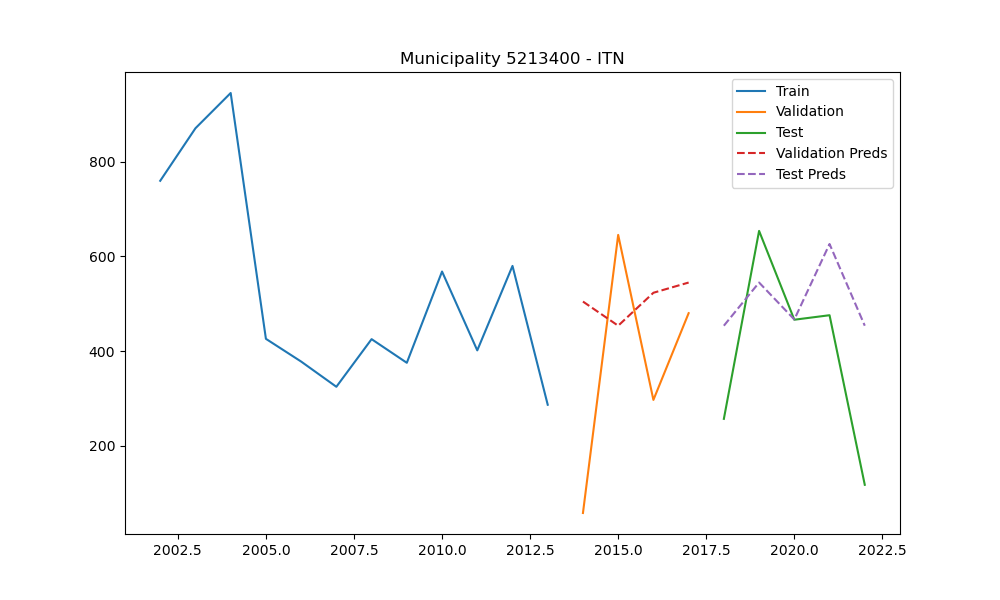 Municipality 5213400 - ITN
Train
Validation
Test
Validation Preds
Test Preds
800
600
400
200
2002.5 2005.0 2007.5 2010.0 2012.5 2015.0 2017.5 2020.0 2022.5